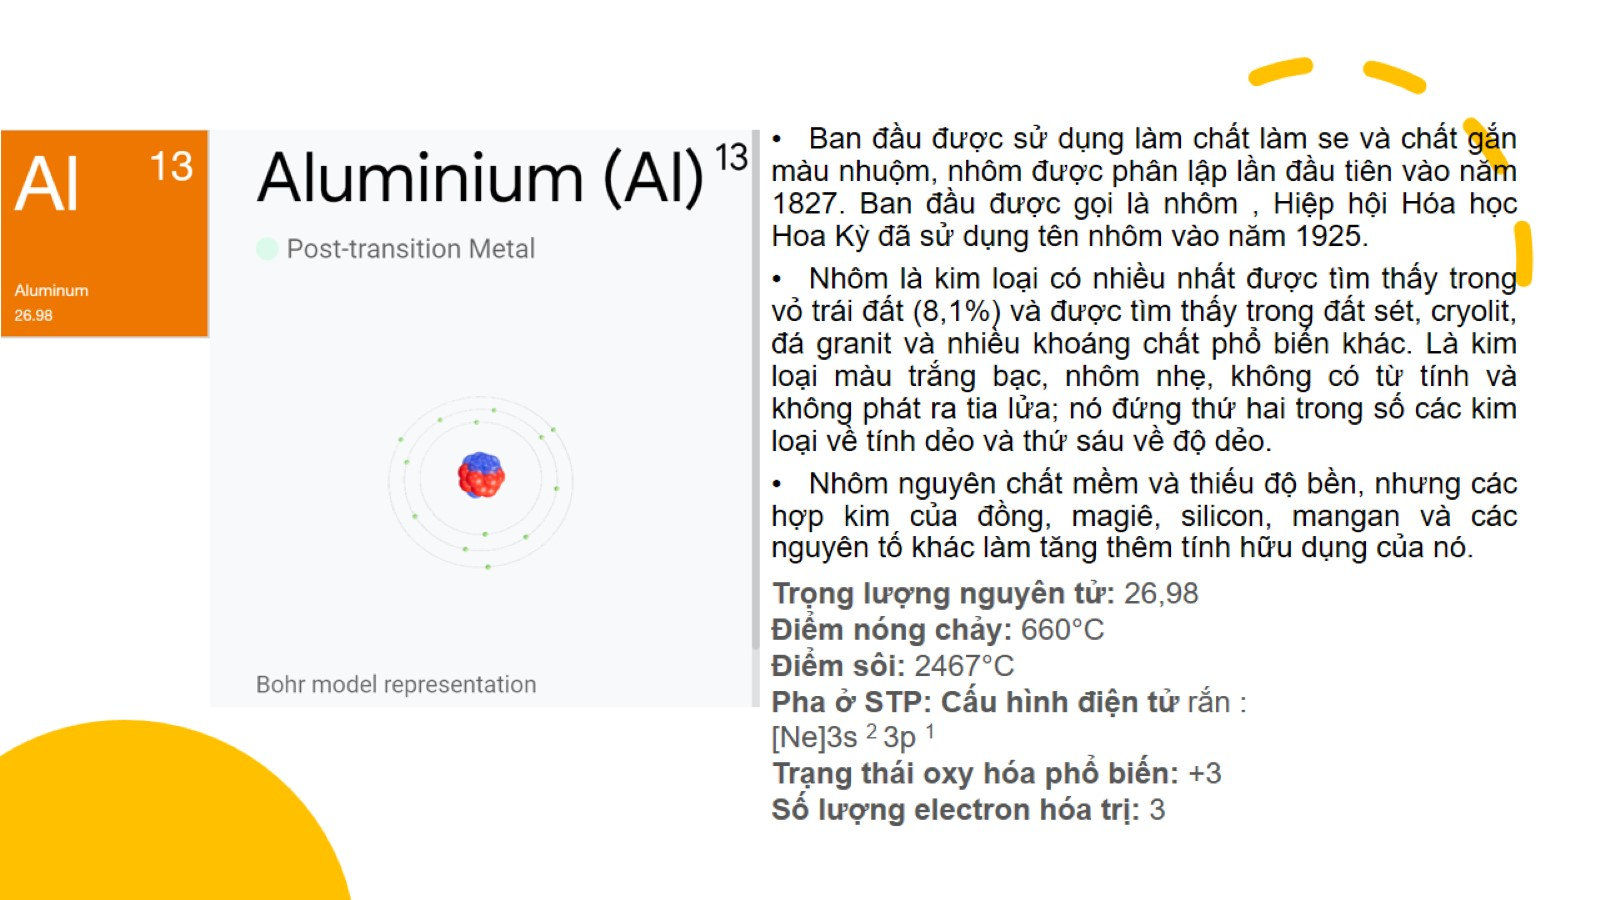 Al 13
Aluminum
26.98
Aluminium (Al) 13
Post-transition Metal
Bohr model representation
• Ban đầu được sử dụng làm chất làm se và chất gắn
màu nhuộm, nhôm được phân lập lần đầu tiên vào năm
1827. Ban đầu được gọi là nhôm , Hiệp hội Hóa học
Hoa Kỳ đã sử dụng tên nhôm vào năm 1925.
• Nhôm là kim loại có nhiều nhất được tìm thấy trong
vỏ trái đất (8,1%) và được tìm thấy trong đất sét, cryolit,
đá granit và nhiều khoáng chất phổ biến khác. Là kim
loại màu trắng bạc, nhôm nhẹ, không có từ tính và
không phát ra tia lửa; nó đứng thứ hai trong số các kim
loại về tính dẻo và thứ sáu về độ dẻo.
• Nhôm nguyên chất mềm và thiếu độ bền, nhưng các
hợp kim của đồng, magiê, silicon, mangan và các
nguyên tố khác làm tăng thêm tính hữu dụng của nó.
Trọng lượng nguyên tử: 26,98
Điểm nóng chảy: 660°C
Điểm sôi: 2467°C
Pha ở STP: Cấu hình điện tử rắn :
[Ne]3s 2 3p 1
Trạng thái oxy hóa phổ biến: +3
Số lượng electron hóa trị: 3